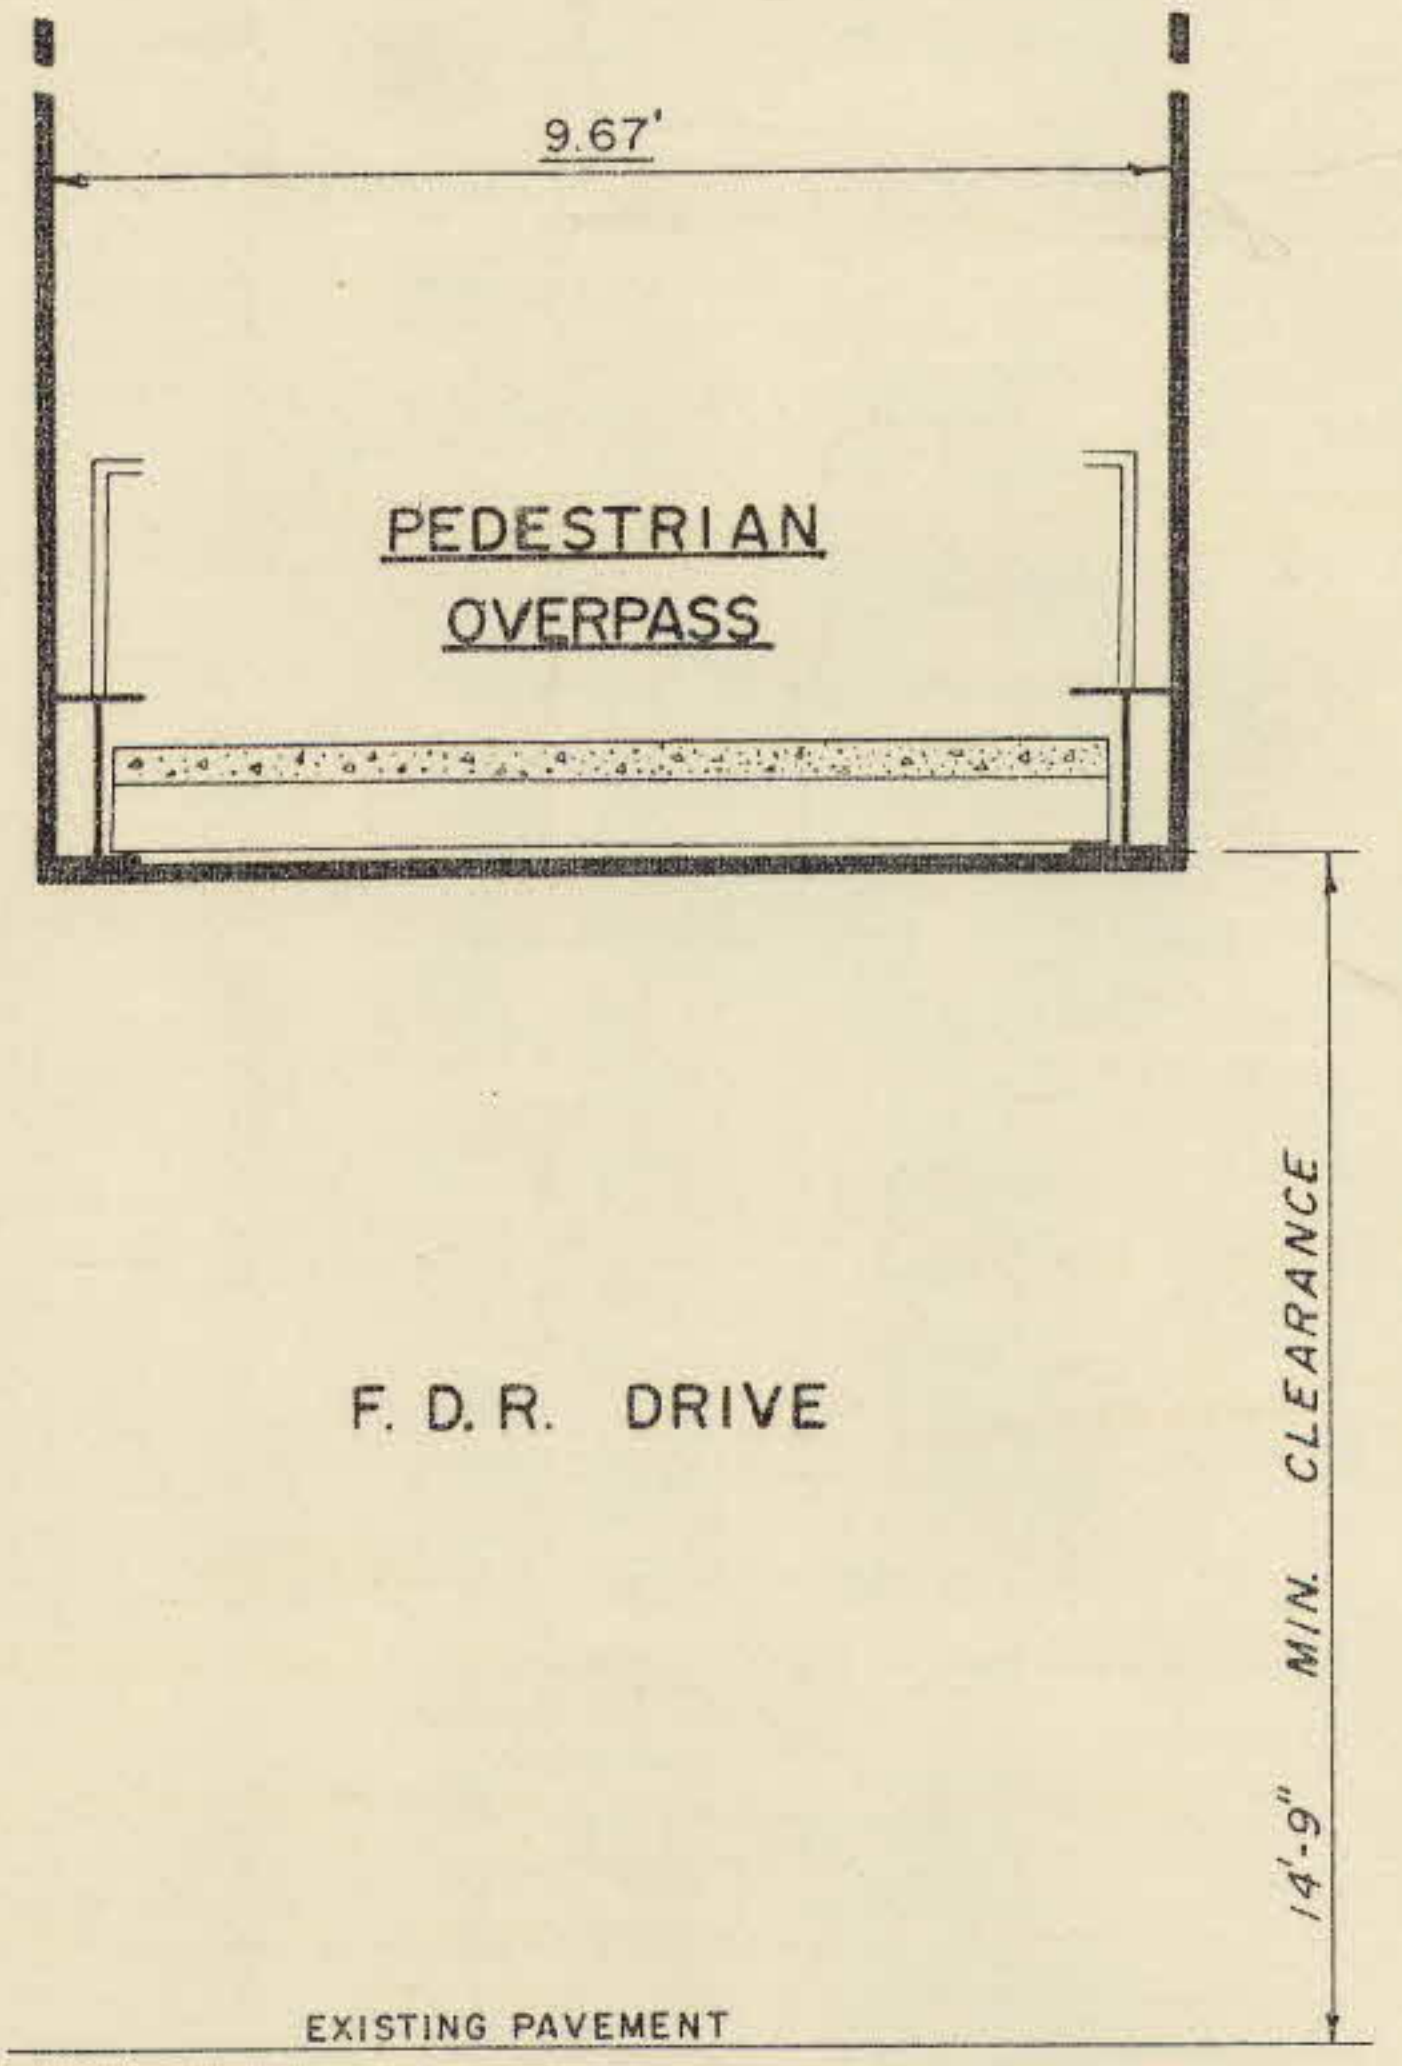 9.67'
PEDESTRIAN
OVERPASS
F. D. R. DRIVE
14'-9" MIN. CLEARANCE
EXISTING PAVEMENT